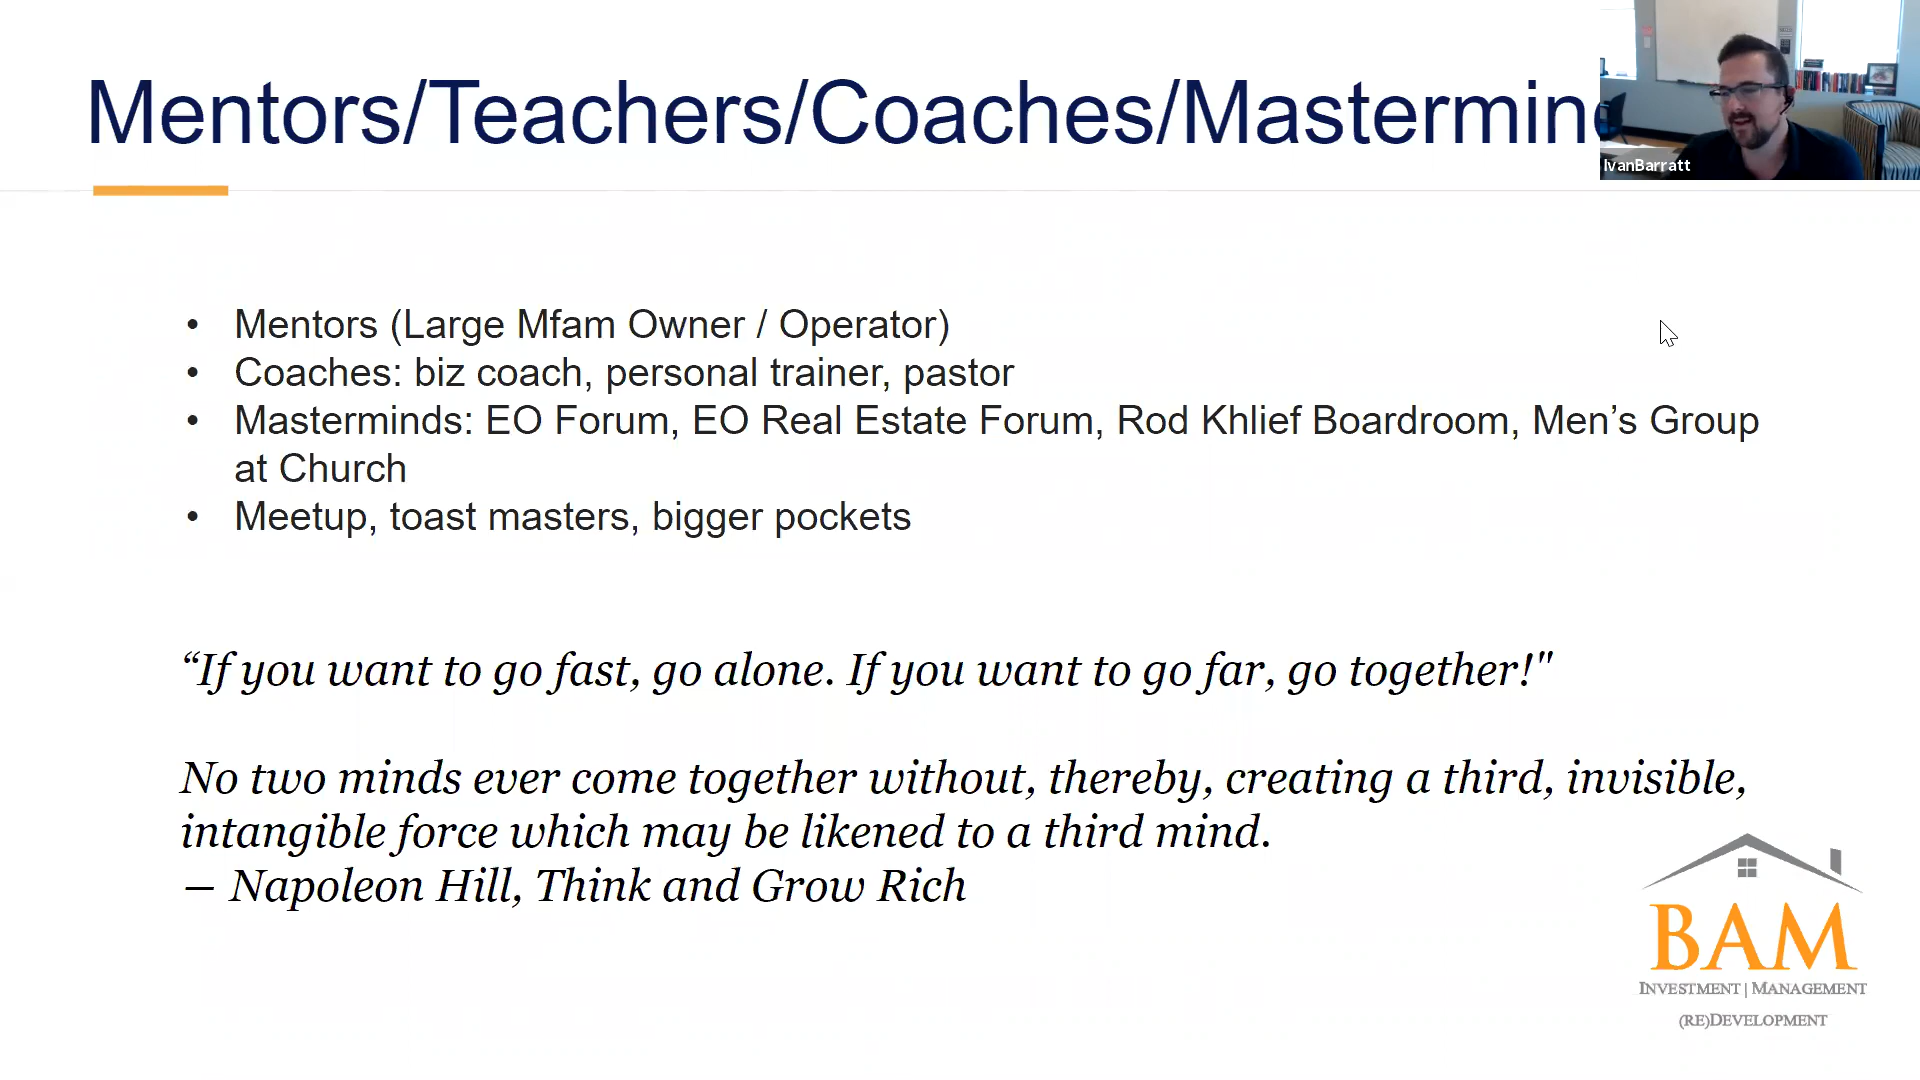 Mentors/Teachers/Coaches/Mastermin
IvanBarratt
• Mentors (Large Mfam Owner / Operator)
• Coaches: biz coach, personal trainer, pastor
• Masterminds: EO Forum, EO Real Estate Forum, Rod Khlief Boardroom, Men’s Group
at Church
• Meetup, toast masters, bigger pockets
“If you want to go fast, go alone. If you want to go far, go together!"
No two minds ever come together without, thereby, creating a third, invisible,
intangible force which may be likened to a third mind.
― Napoleon Hill, Think and Grow Rich
BAM
INVESTMENT | MANAGEMENT
(RE)DEVELOPMENT